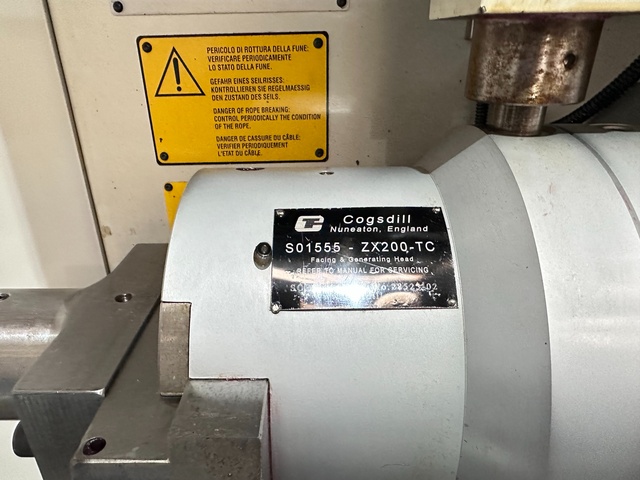 PERICOLO DI ROTTURA DELLA FUNE:
VERIFICARE PERIODICAMENTE
LO STATO DELLA FUNE.
GEFAHR EINES SEILRISSES:
KONTROLLIEREN SIE REGELMAESSIG
DEN ZUSTAND DES SEILS.
DANGER OF ROPE BREAKING:
CONTROL PERIODICALLY THE CONDITION
OF THE ROPE.
DANGER DE CASSURE DU CÂBLE:
VERIFIER PERIODIQUEMENT
L'ETAT DU CÂBLE.
Cogsdill
Nuneaton, England
S01555 - ZX200-TC
Facing & Generating Head
REFER TO MANUAL FOR SERVICING